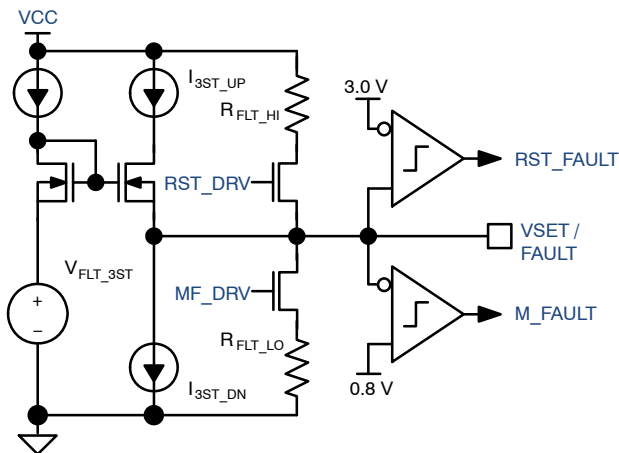 VCC
I3ST_UP
RFLT_HI
3.0 V
RST_FAULT
RST_DRV
VSET /
FAULT
VFLT_3ST
MF_DRV
M_FAULT
+
−
RFLT_LO
I3ST_DN
0.8 V